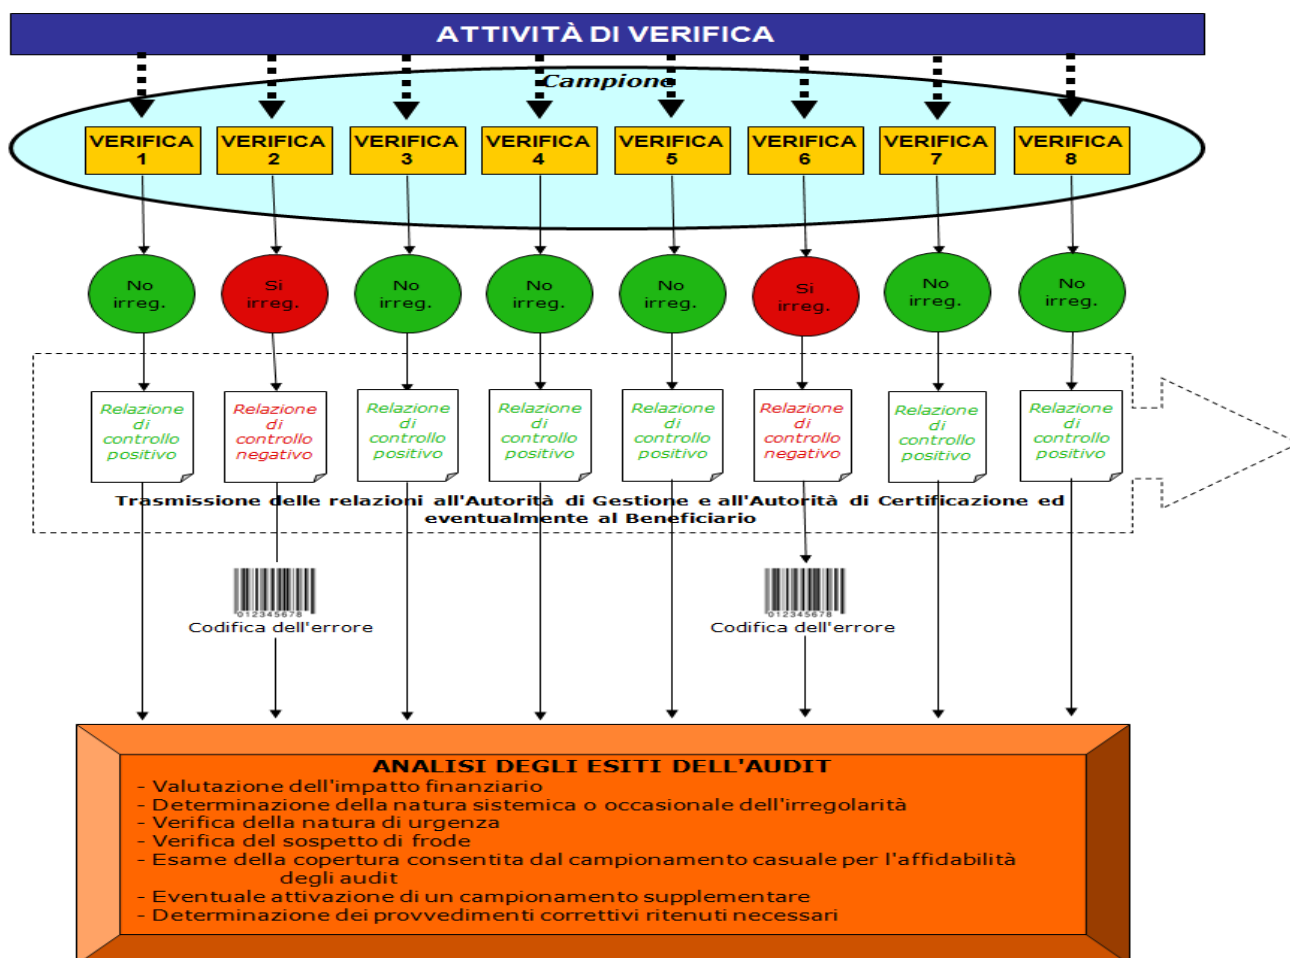 ATTIVITÀ DI VERIFICA
Campione
VERIFICA
1
VERIFICA
2
VERIFICA
3
VERIFICA
4
VERIFICA
5
VERIFICA
6
VERIFICA
7
VERIFICA
8
No
irreg.
Si
irreg.
No
irreg.
No
irreg.
No
irreg.
Si
irreg.
No
irreg.
No
irreg.
Relazione
di
controllo
positivo
Relazione
di
controllo
negativo
Relazione
di
controllo
positivo
Relazione
di
controllo
positivo
Relazione
di
controllo
positivo
Relazione
di
controllo
negativo
Relazione
di
controllo
positivo
Relazione
di
controllo
positivo
Trasmissione delle relazioni all'Autorità di Gestione e all'Autorità di Certificazione ed
eventualmente al Beneficiario
012345678
Codifica dell'errore
012345678
Codifica dell'errore
ANALISI DEGLI ESITI DELL'AUDIT
- Valutazione dell'impatto finanziario
- Determinazione della natura sistemica o occasionale dell'irregolarità
- Verifica della natura di urgenza
- Verifica del sospetto di frode
- Esame della copertura consentita dal campionamento casuale per l'affidabilità
degli audit
- Eventuale attivazione di un campionamento supplementare
- Determinazione dei provvedimenti correttivi ritenuti necessari